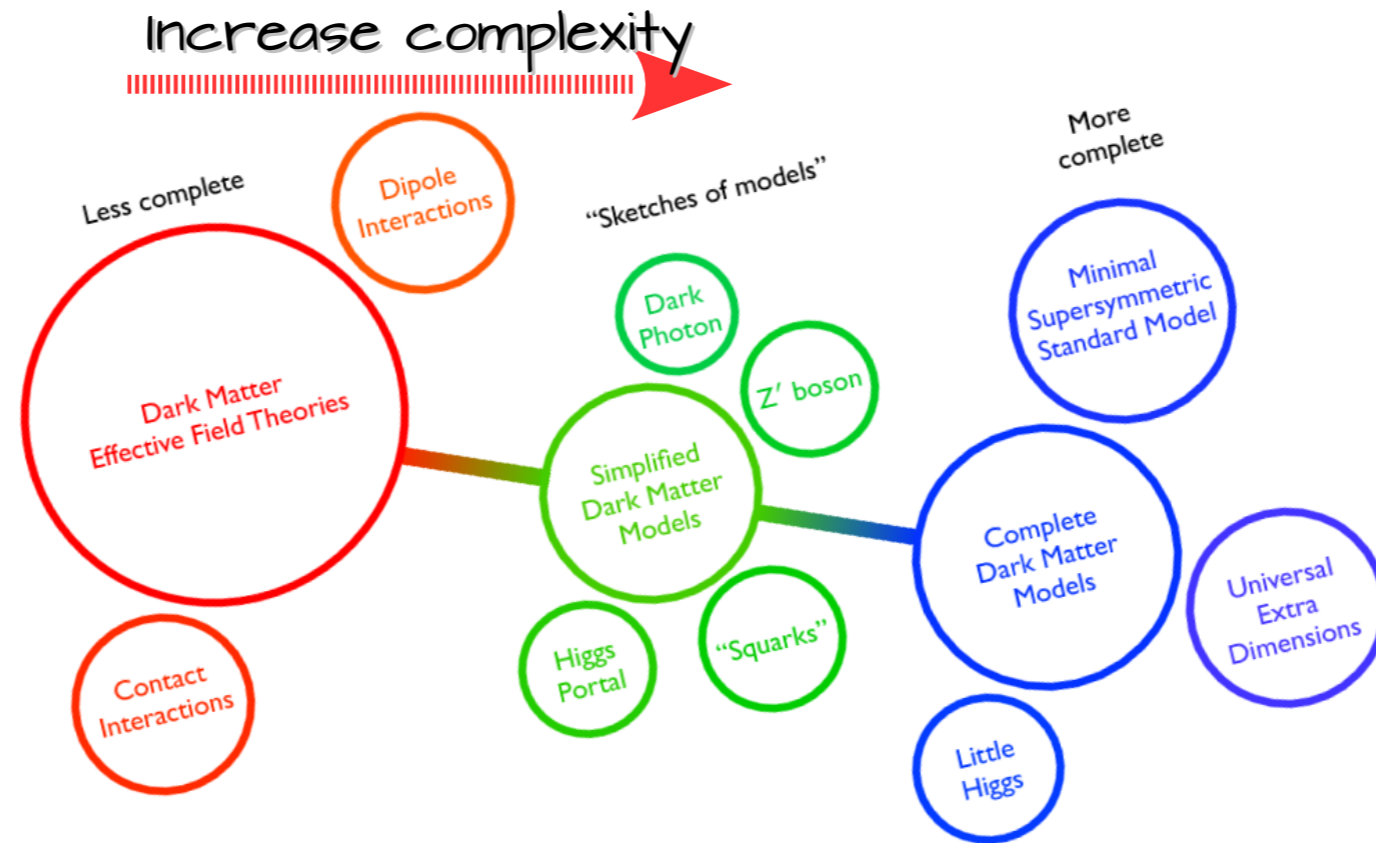 Increase complexity
Less complete
Dipole
Interactions
Dark Matter
Effective Field Theories
Contact
Interactions
“Sketches of models”
Dark
Photon
Z′ boson
Simplified
Dark Matter
Models
Higgs
Portal
“Squarks”
More
complete
Minimal
Supersymmetric
Standard Model
Complete
Dark Matter
Models
Universal
Extra
Dimensions
Little
Higgs